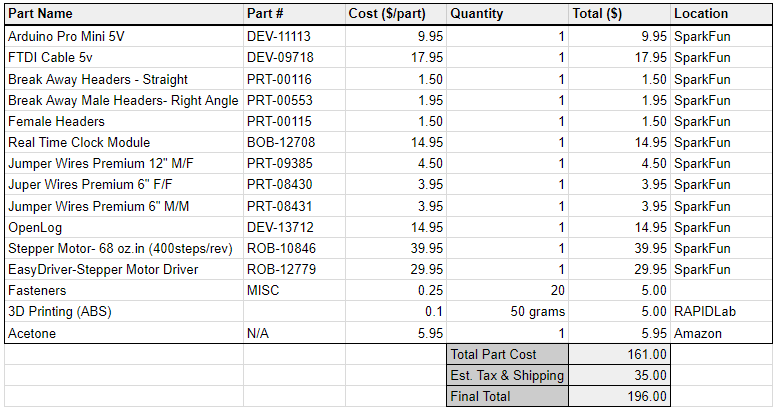 Part Name Part # Cost ($/part) Quantity Total ($) Location
Arduino Pro Mini 5V DEV-11113 9.95 1 9.95 SparkFun
FTDI Cable 5v DEV-09718 17.95 1 17.95 SparkFun
Break Away Headers - Straight PRT-00116 1.50 1 1.50 SparkFun
Break Away Male Headers- Right Angle PRT-00553 1.95 1 1.95 SparkFun
Female Headers PRT-00115 1.50 1 1.50 SparkFun
Real Time Clock Module BOB-12708 14.95 1 14.95 SparkFun
Jumper Wires Premium 12" M/F PRT-09385 4.50 1 4.50 SparkFun
Juper Wires Premium 6" F/F PRT-08430 3.95 1 3.95 SparkFun
Jumper Wires Premium 6" M/M PRT-08431 3.95 1 3.95 SparkFun
OpenLog DEV-13712 14.95 1 14.95 SparkFun
Stepper Motor- 68 oz.in (400steps/rev) ROB-10846 39.95 1 39.95 SparkFun
EasyDriver-Stepper Motor Driver ROB-12779 29.95 1 29.95 SparkFun
Fasteners MISC 0.25 20 5.00
3D Printing (ABS) 0.1 50 grams 5.00 RAPIDLab
Acetone N/A 5.95 1 5.95 Amazon
Total Part Cost 161.00
Est. Tax & Shipping 35.00
Final Total 196.00